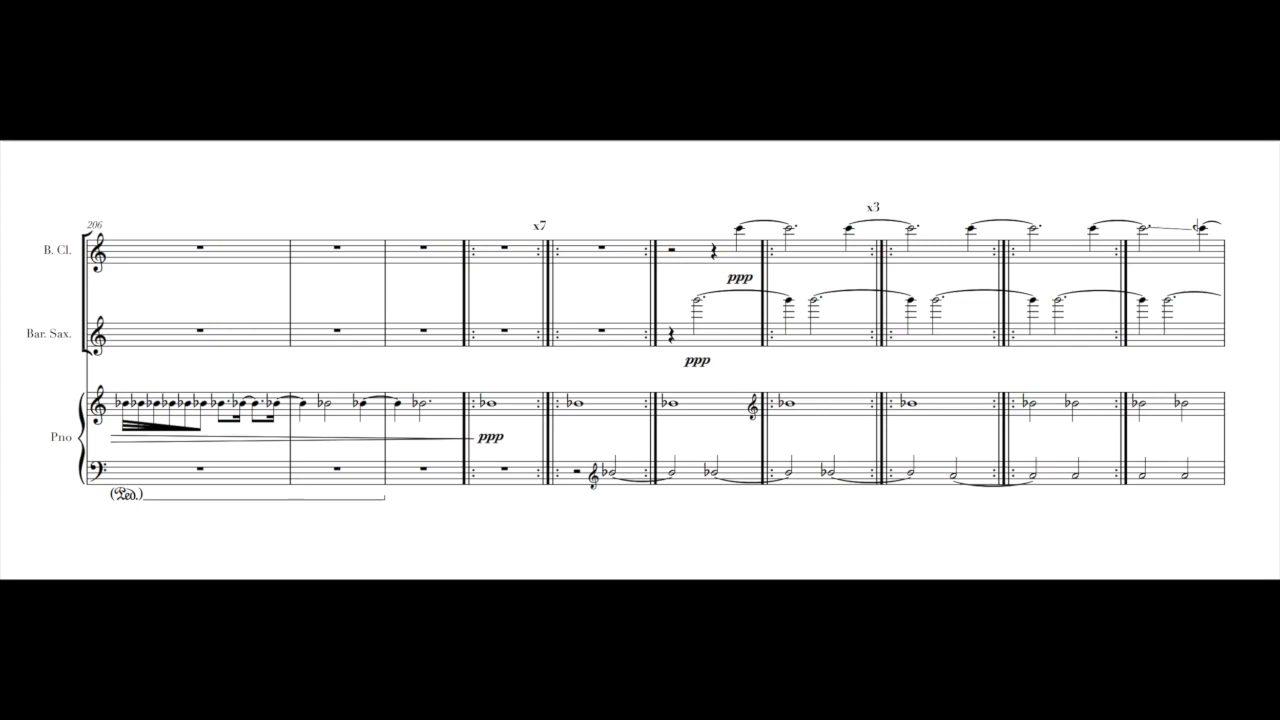 x3
206
x7
B. Cl.
ppp
Bar. Sax.
ppp
Pno
ppp
(Ped.)